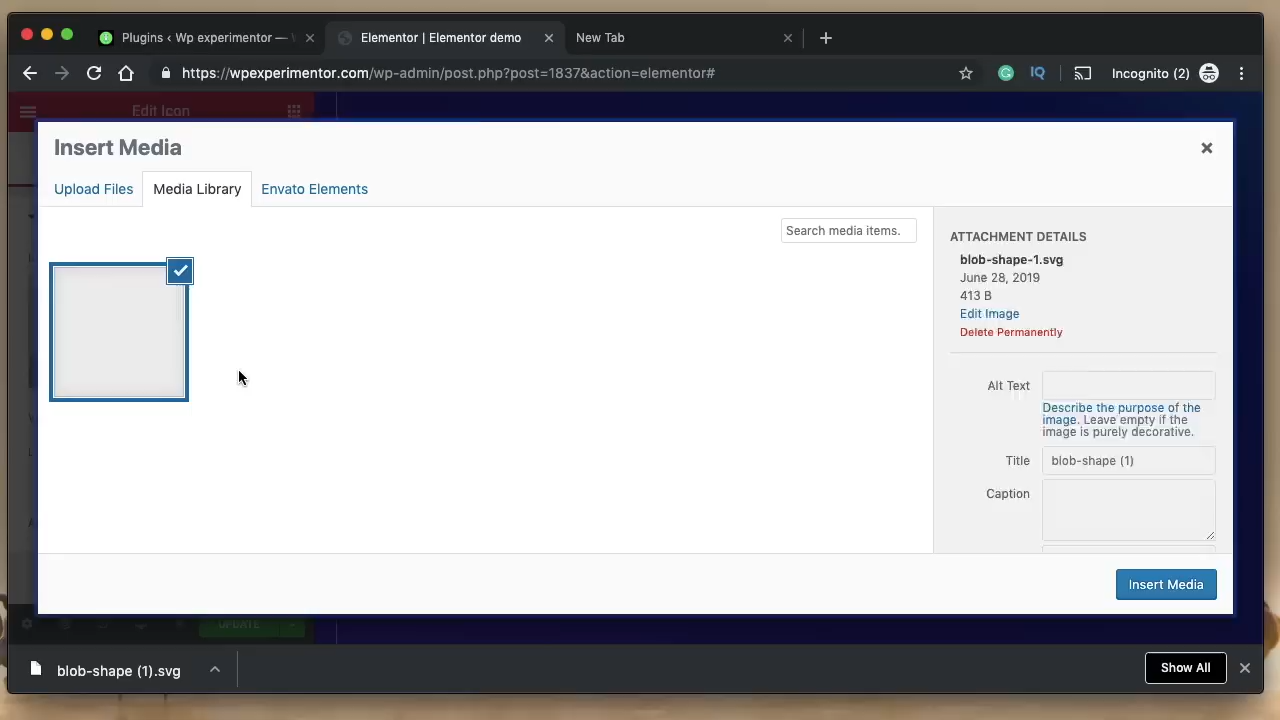 Plugins ‹ Wp experimentor —
Elementor | Elementor demo
New Tab
https://wpexperimentor.com/wp-admin/post.php?post=1837&action=elementor#
IQ
Incognito (2)
Edit Icon
Insert Media
Upload Files
Media Library
Envato Elements
Search media items.
ATTACHMENT DETAILS
blob-shape-1.svg
June 28, 2019
413 B
Edit Image
Delete Permanently
Alt Text
Describe the purpose of the
image. Leave empty if the
image is purely decorative.
Title
blob-shape (1)
Caption
Insert Media
UPDATE
blob-shape (1).svg
Show All